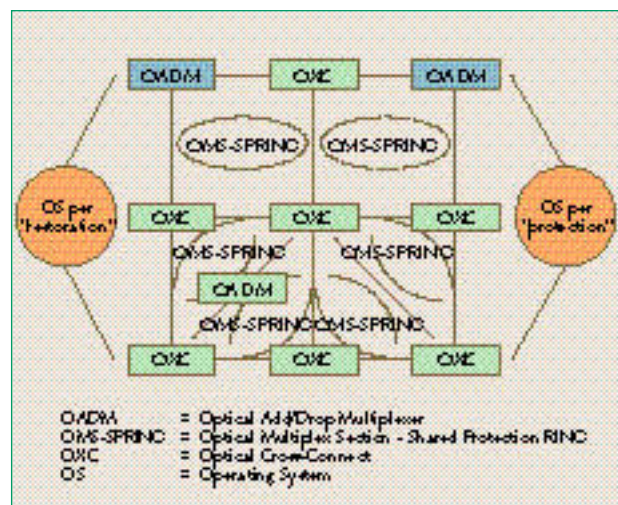 OADM
OXC
OADM
OMS-SPRING
OMS-SPRING
OS per
"restoration"
OXC
OXC
OXC
OS per
"protection"
OMS-SPRING
OMS-SPRING
OADM
OMS-SPRING
OMS-SPRING
OXC
OXC
OXC
OADM = Optical Add/Drop Multiplexer
OMS-SPRING = Optical Multiplex Section - Shared Protection RING
OXC = Optical Cross-Connect
OS = Operating System